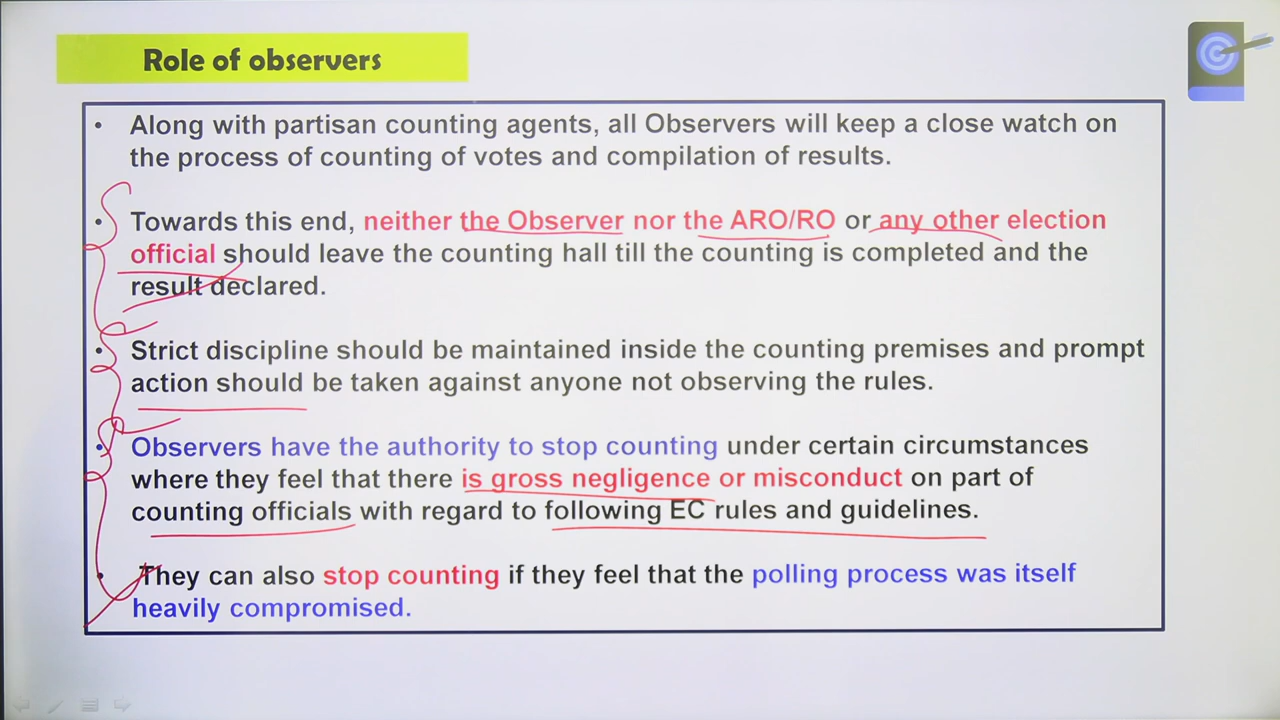 Role of observers
• Along with partisan counting agents, all Observers will keep a close watch on
the process of counting of votes and compilation of results.
• Towards this end, neither the Observer nor the ARO/RO or any other election
official should leave the counting hall till the counting is completed and the
result declared.
• Strict discipline should be maintained inside the counting premises and prompt
action should be taken against anyone not observing the rules.
• Observers have the authority to stop counting under certain circumstances
where they feel that there is gross negligence or misconduct on part of
counting officials with regard to following EC rules and guidelines.
• They can also stop counting if they feel that the polling process was itself
heavily compromised.